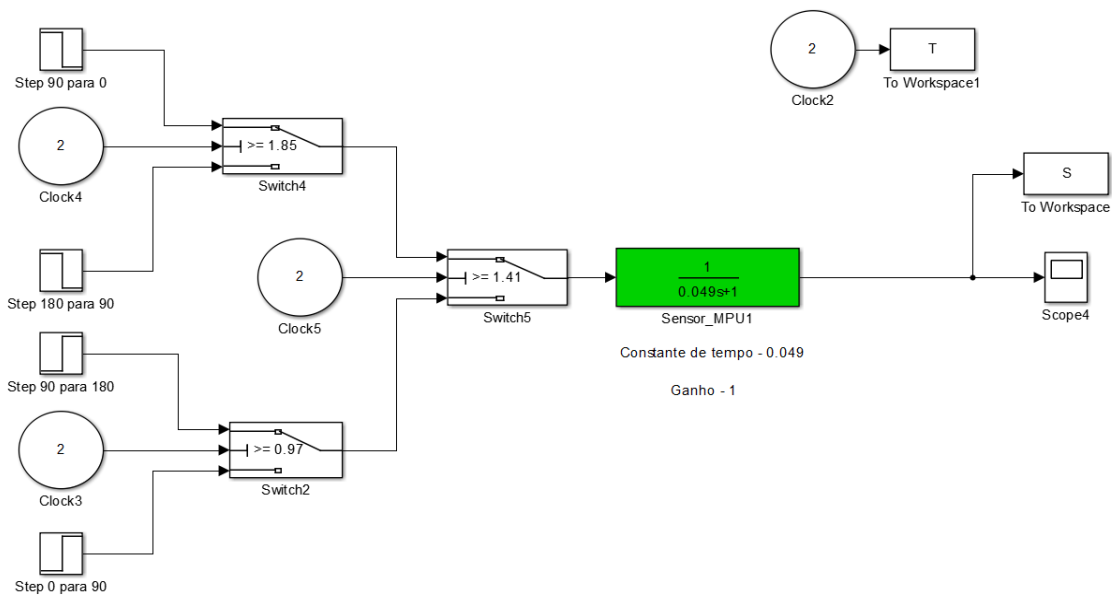 Step 90 para 0
2
Clock4
Step 180 para 90
>= 1.85
Switch4
2
Clock5
>= 1.41
Switch5
Step 90 para 180
2
Clock3
Step 0 para 90
>= 0.97
Switch2
1
0.049s+1
Sensor_MPU1
Constante de tempo - 0.049
Ganho - 1
2
Clock2
T
To Workspace1
S
To Workspace
Scope4